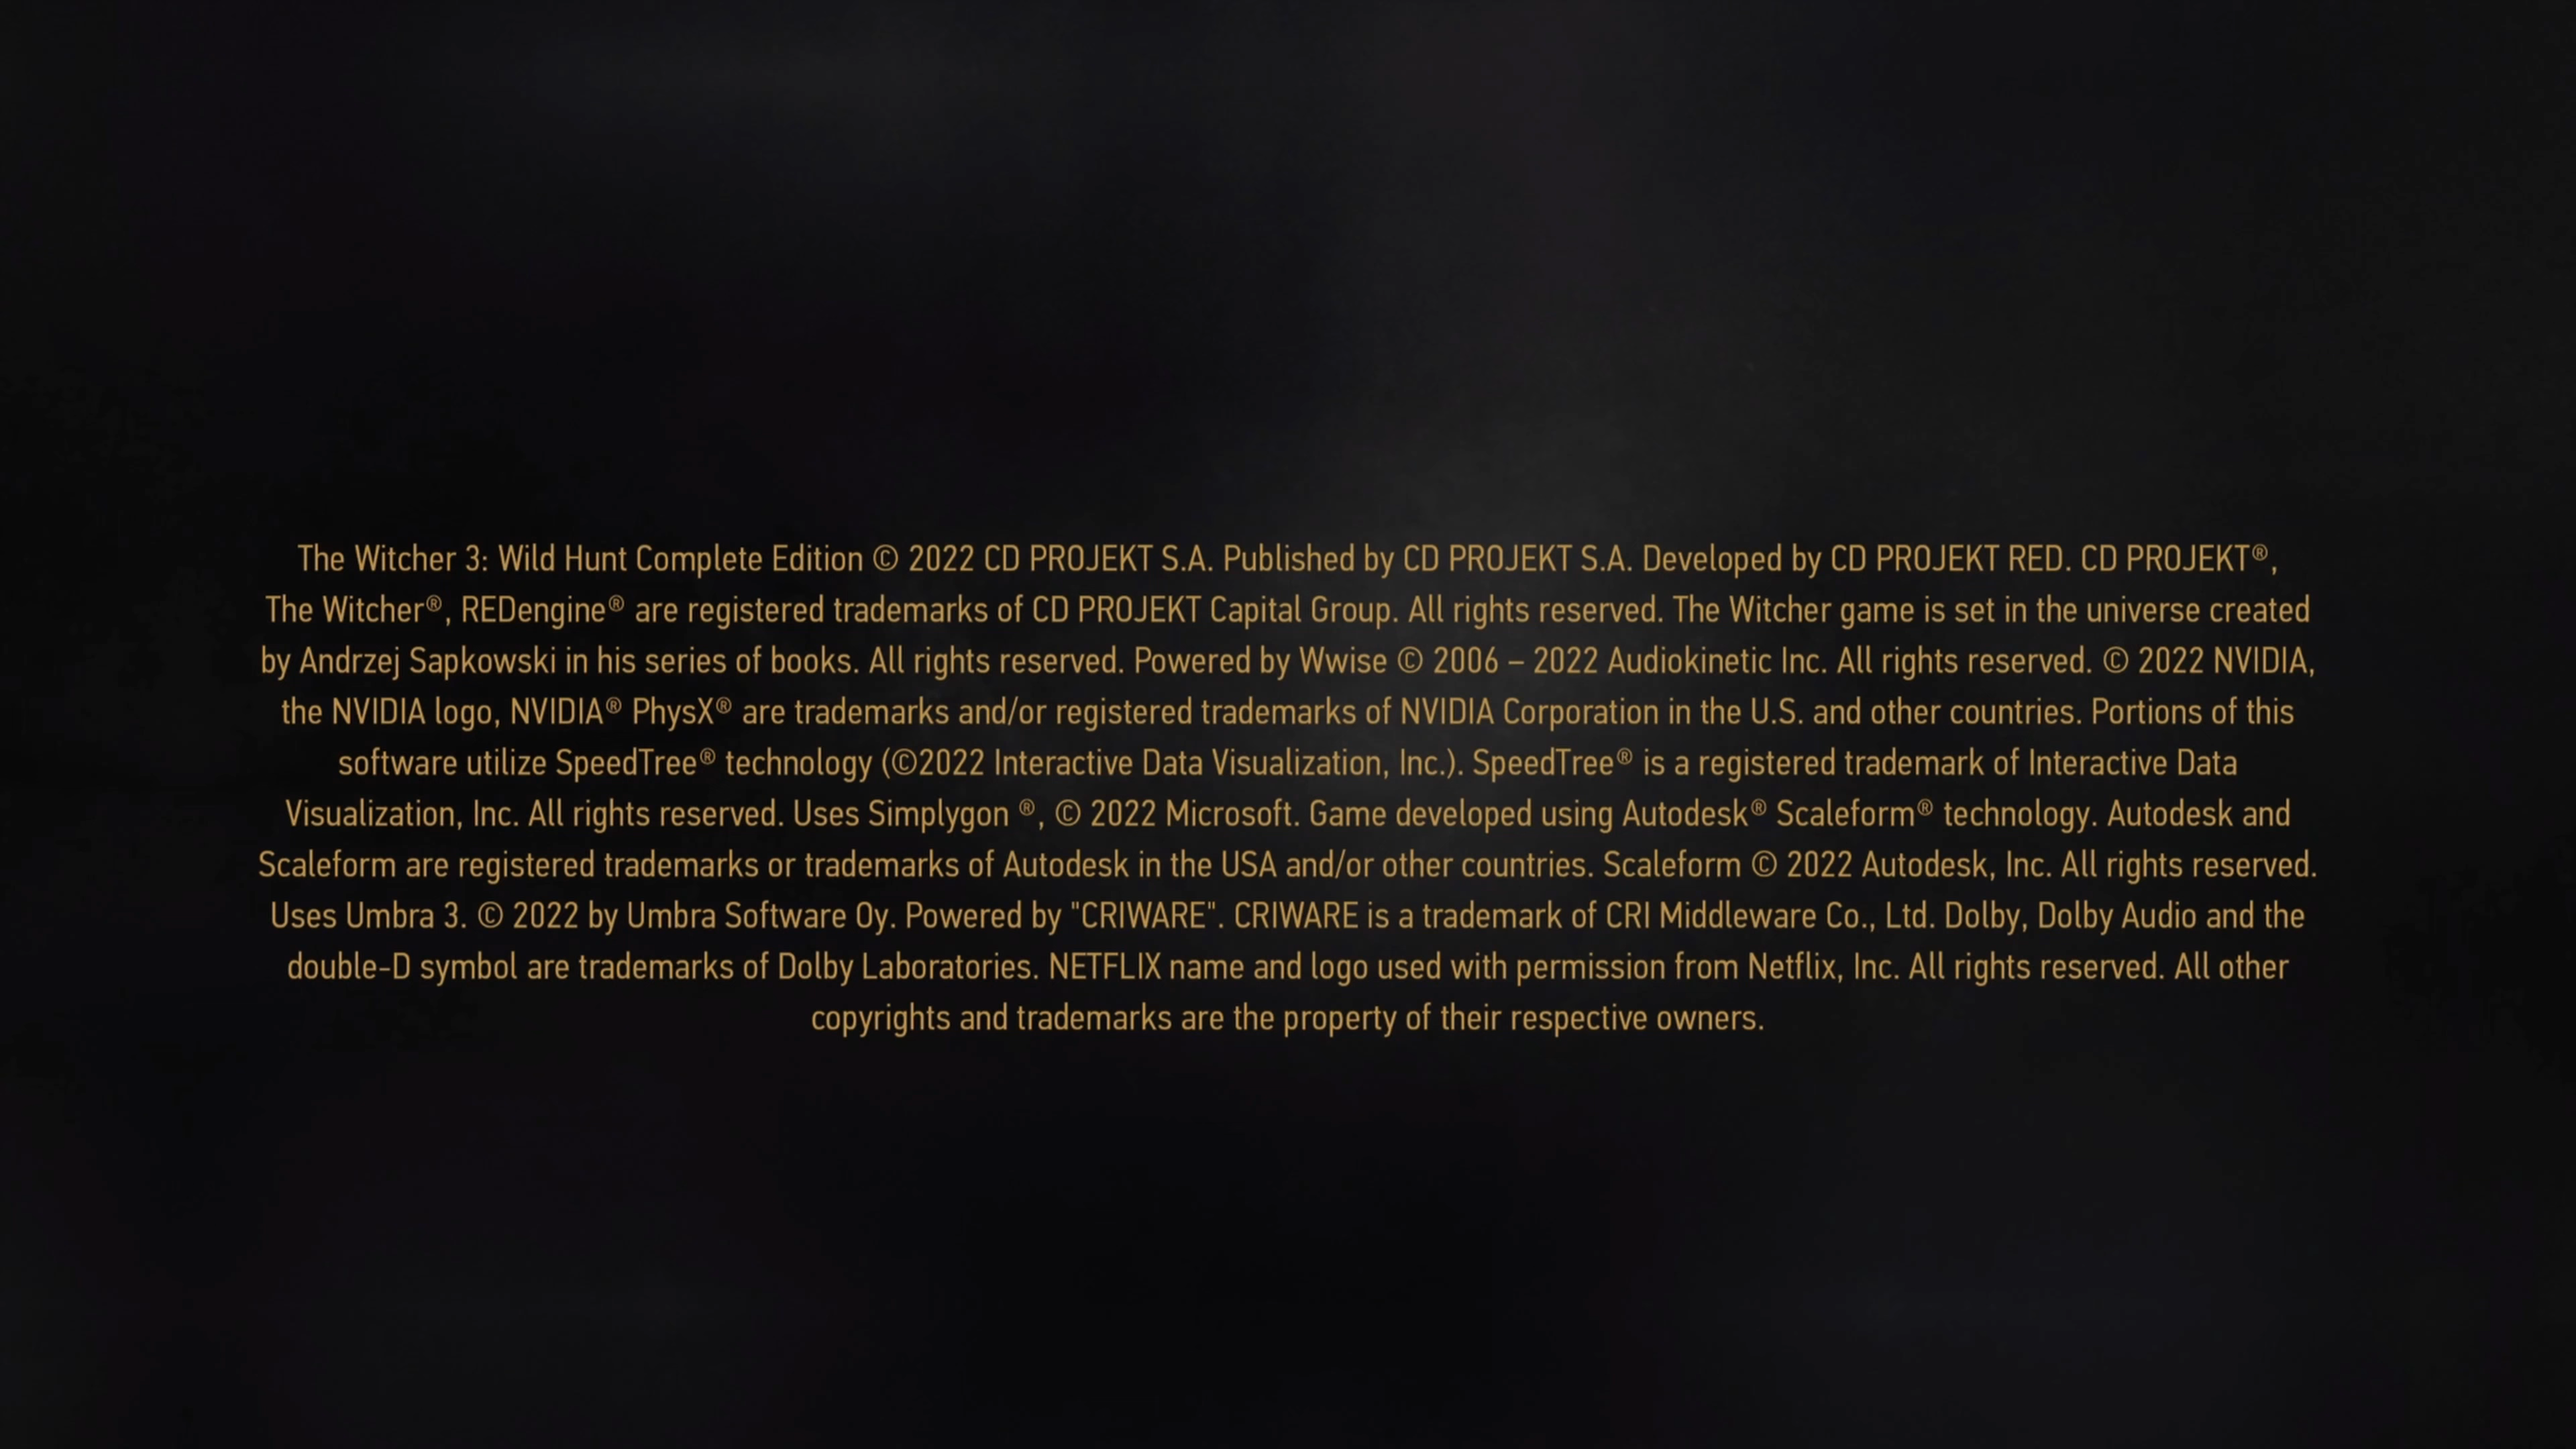 The Witcher 3: Wild Hunt Complete Edition © 2022 CD PROJEKT S.A. Published by CD PROJEKT S.A. Developed by CD PROJEKT RED. CD PROJEKT®,
The Witcher®, REDengine® are registered trademarks of CD PROJEKT Capital Group. All rights reserved. The Witcher game is set in the universe created
by Andrzej Sapkowski in his series of books. All rights reserved. Powered by Wwise © 2006 – 2022 Audiokinetic Inc. All rights reserved. © 2022 NVIDIA,
the NVIDIA logo, NVIDIA® PhysX® are trademarks and/or registered trademarks of NVIDIA Corporation in the U.S. and other countries. Portions of this
software utilize SpeedTree® technology (©2022 Interactive Data Visualization, Inc.). SpeedTree® is a registered trademark of Interactive Data
Visualization, Inc. All rights reserved. Uses Simplygon ®, © 2022 Microsoft. Game developed using Autodesk® Scaleform® technology. Autodesk and
Scaleform are registered trademarks or trademarks of Autodesk in the USA and/or other countries. Scaleform © 2022 Autodesk, Inc. All rights reserved.
Uses Umbra 3. © 2022 by Umbra Software Oy. Powered by "CRIWARE". CRIWARE is a trademark of CRI Middleware Co., Ltd. Dolby, Dolby Audio and the
double-D symbol are trademarks of Dolby Laboratories. NETFLIX name and logo used with permission from Netflix, Inc. All rights reserved. All other
copyrights and trademarks are the property of their respective owners.